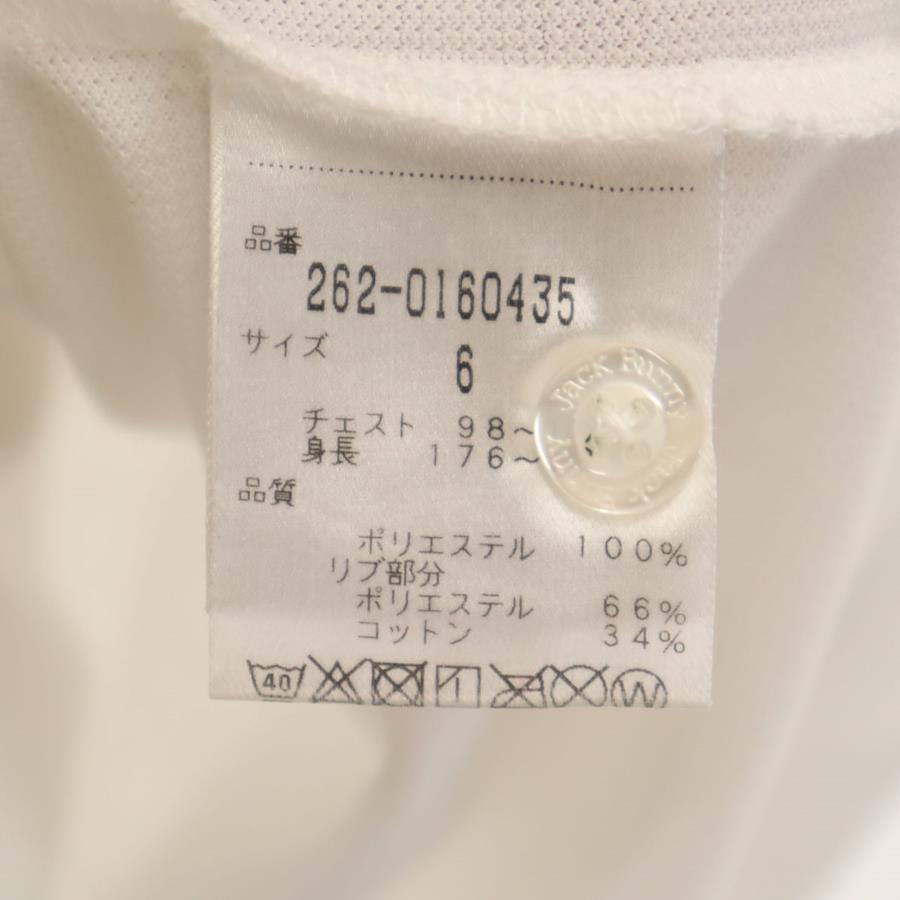 品番
262-0160435
サイズ
6
チェスト 98~
身長 176~
品質
ポリエステル 100%
リブ部分
ポリエステル 66%
コットン 34%
40
W
Jack Bunny